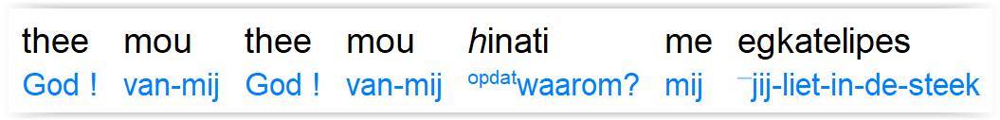 thee mou thee mou hinati me egkatelipes
God ! van-mij God ! van-mij opdatwaarom? mij ‾jij-liet-in-de-steek